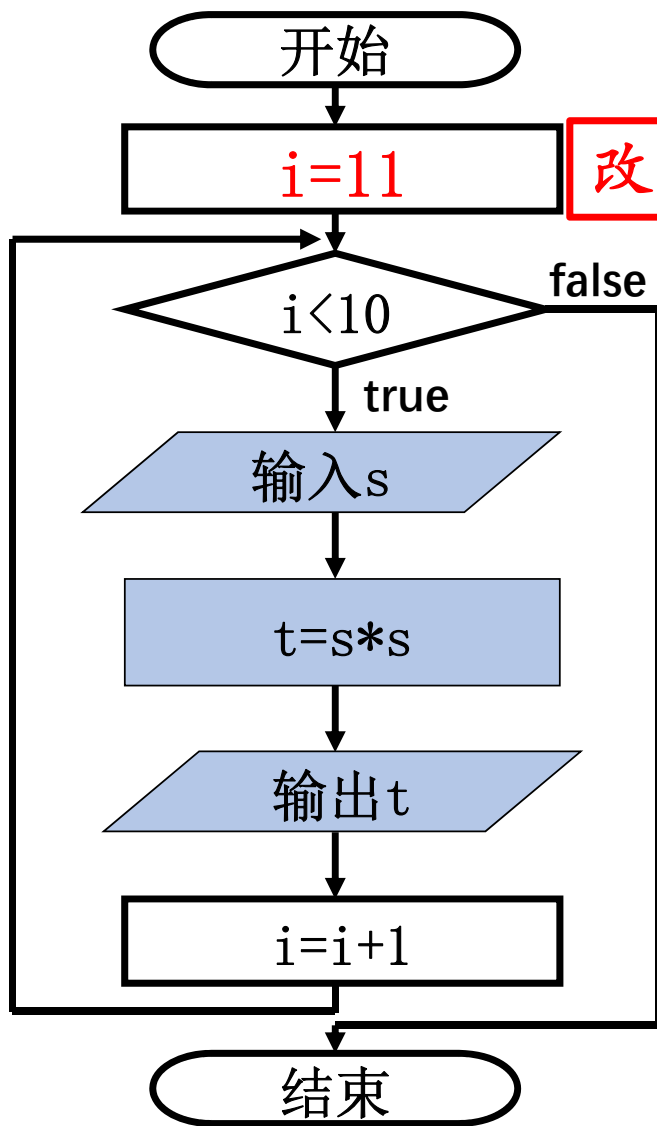 开始
i=11
改
i<10
false
true
输入s
t=s*s
输出t
i=i+1
结束